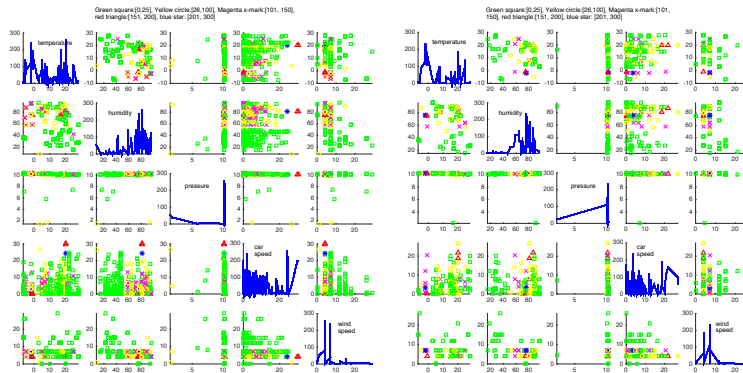 Green square:[0,25], Yellow circle:[26,100], Magenta x-mark:[101, 150],
red triangle:[151, 200], blue star: [201, 300]
Green square:[0,25], Yellow circle:[26,100], Magenta x-mark:[101,
150], red triangle:[151, 200], blue star: [201, 300]
temperature
temperature
humidity
humidity
pressure
pressure
car
speed
car
speed
wind
speed
wind
speed